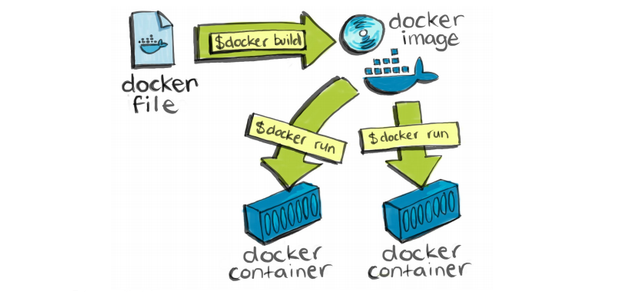 $docker build
docker
image
docker
file
$docker run
$docker run
docker
container
docker
container